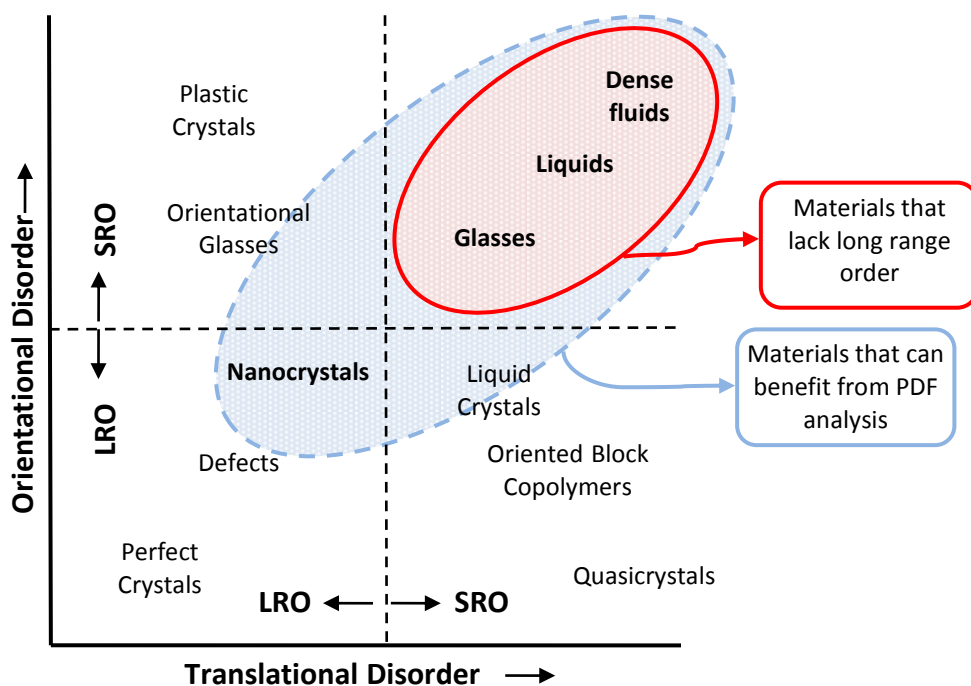 Plastic
Crystals
Dense
fluids
Liquids
Orientational
Glasses
Glasses
Materials that
lack long range
order
Nanocrystals
Liquid
Crystals
Materials that can
benefit from PDF
analysis
Defects
Oriented Block
Copolymers
Perfect
Crystals
Quasicrystals
LRO
SRO
Translational Disorder
Orientational Disorder
SRO
LRO